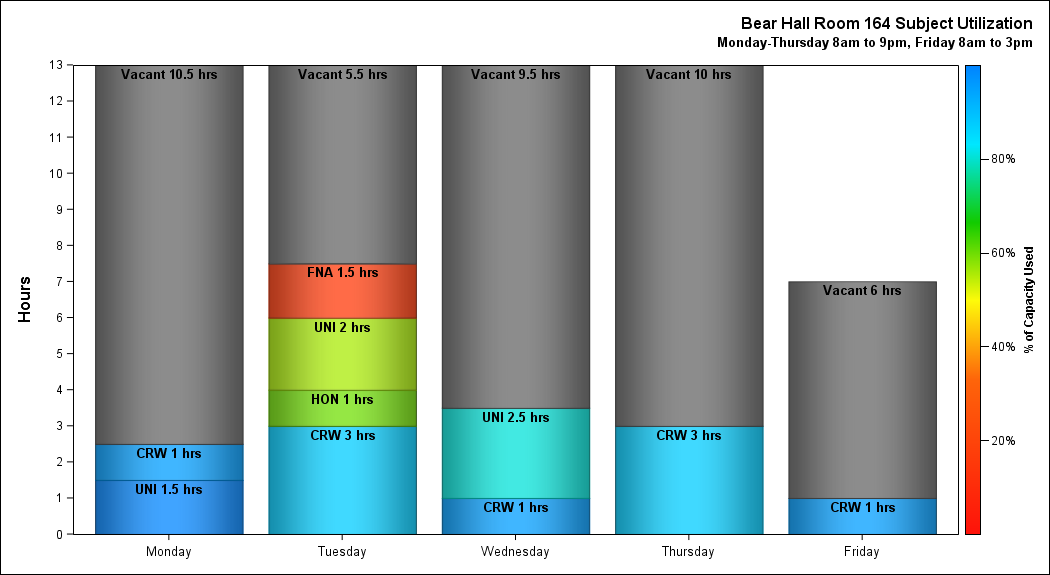 Bear Hall Room 164 Subject Utilization
Monday-Thursday 8am to 9pm, Friday 8am to 3pm
Hours
13
12
11
10
9
8
7
6
5
4
3
2
1
0
Vacant 10.5 hrs
CRW 1 hrs
UNI 1.5 hrs
Vacant 5.5 hrs
FNA 1.5 hrs
UNI 2 hrs
HON 1 hrs
CRW 3 hrs
Vacant 9.5 hrs
UNI 2.5 hrs
CRW 1 hrs
Vacant 10 hrs
CRW 3 hrs
Vacant 6 hrs
CRW 1 hrs
Monday
Tuesday
Wednesday
Thursday
Friday
80%
60%
40%
20%
% of Capacity Used